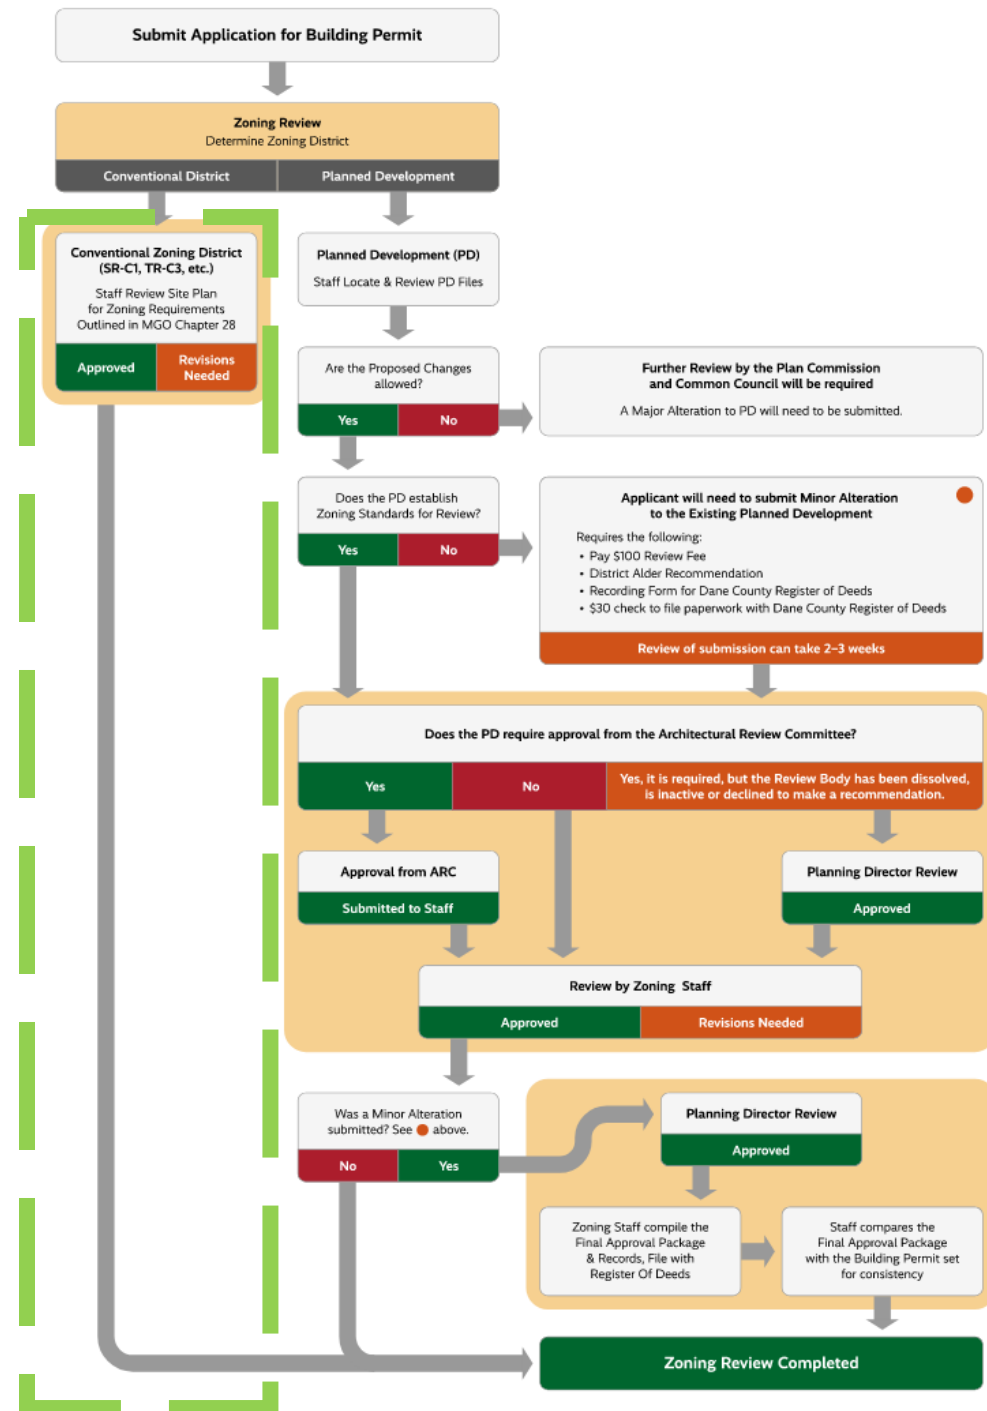 Submit Application for Building Permit
Zoning Review
Determine Zoning District
Conventional District
Planned Development
Conventional Zoning District
(SR-C1, TR-C3, etc.)
Staff Review Site Plan
for Zoning Requirements
Outlined in MGO Chapter 28
Approved
Revisions
Needed
Planned Development (PD)
Staff Locate & Review PD Files
Are the Proposed Changes
allowed?
Yes
No
Further Review by the Plan Commission
and Common Council will be required
A Major Alteration to PD will need to be submitted.
Does the PD establish
Zoning Standards for Review?
Yes
No
Applicant will need to submit Minor Alteration
to the Existing Planned Development
Requires the following:
• Pay $100 Review Fee
• District Alder Recommendation
• Recording Form for Dane County Register of Deeds
• $30 check to file paperwork with Dane County Register of Deeds
Review of submission can take 2–3 weeks
Does the PD require approval from the Architectural Review Committee?
Yes
No
Yes, it is required, but the Review Body has been dissolved,
is inactive or declined to make a recommendation.
Approval from ARC
Submitted to Staff
Planning Director Review
Approved
Review by Zoning Staff
Approved
Revisions Needed
Was a Minor Alteration
submitted? See above.
No
Yes
Planning Director Review
Approved
Zoning Staff compile the
Final Approval Package
& Records, File with
Register Of Deeds
Staff compares the
Final Approval Package
with the Building Permit set
for consistency
Zoning Review Completed